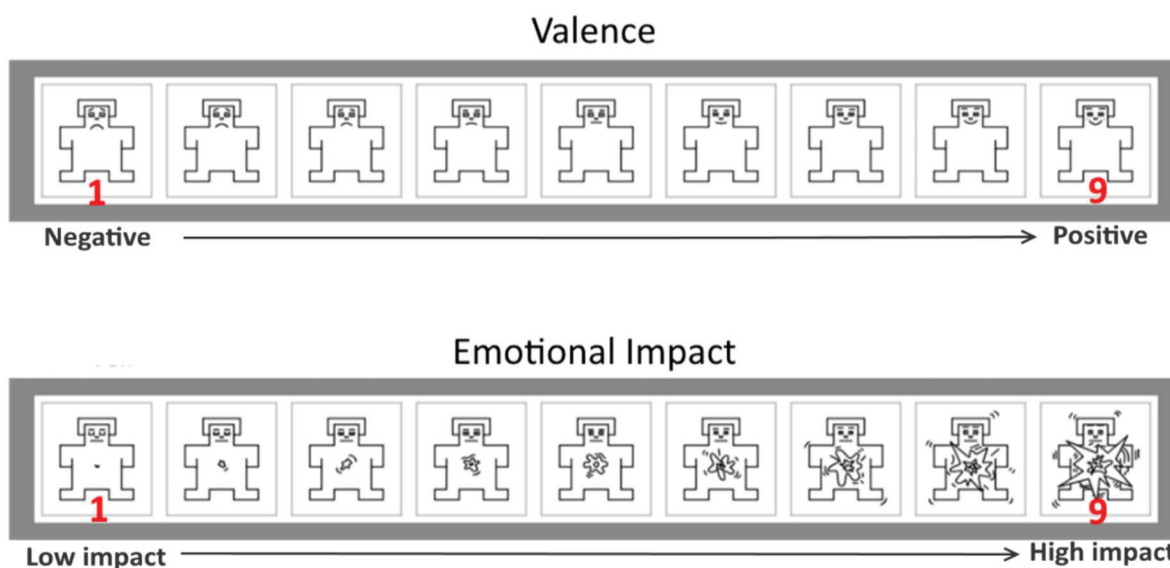 Valence
1 9
Negative Positive
Emotional Impact
1 9
Low impact High impact